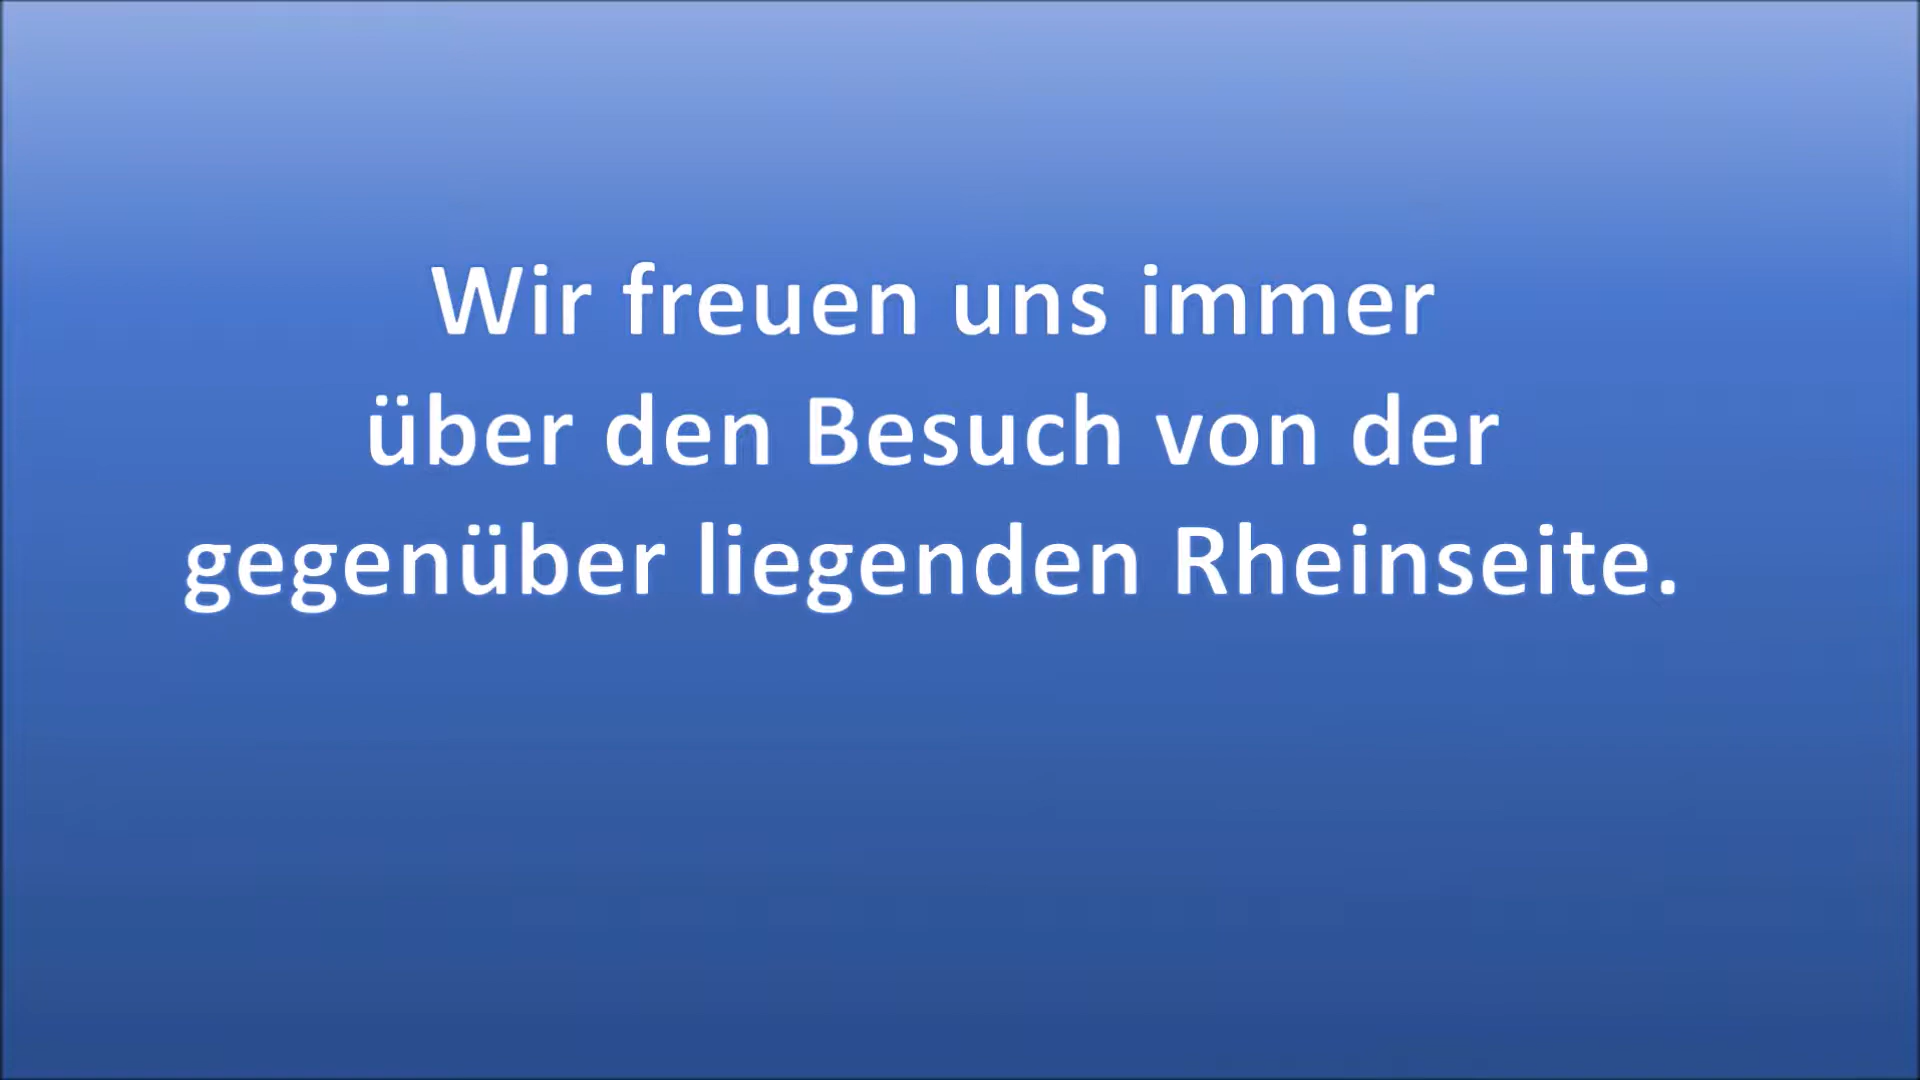 Wir freuen uns immer
über den Besuch von der
gegenüber liegenden Rheinseite.